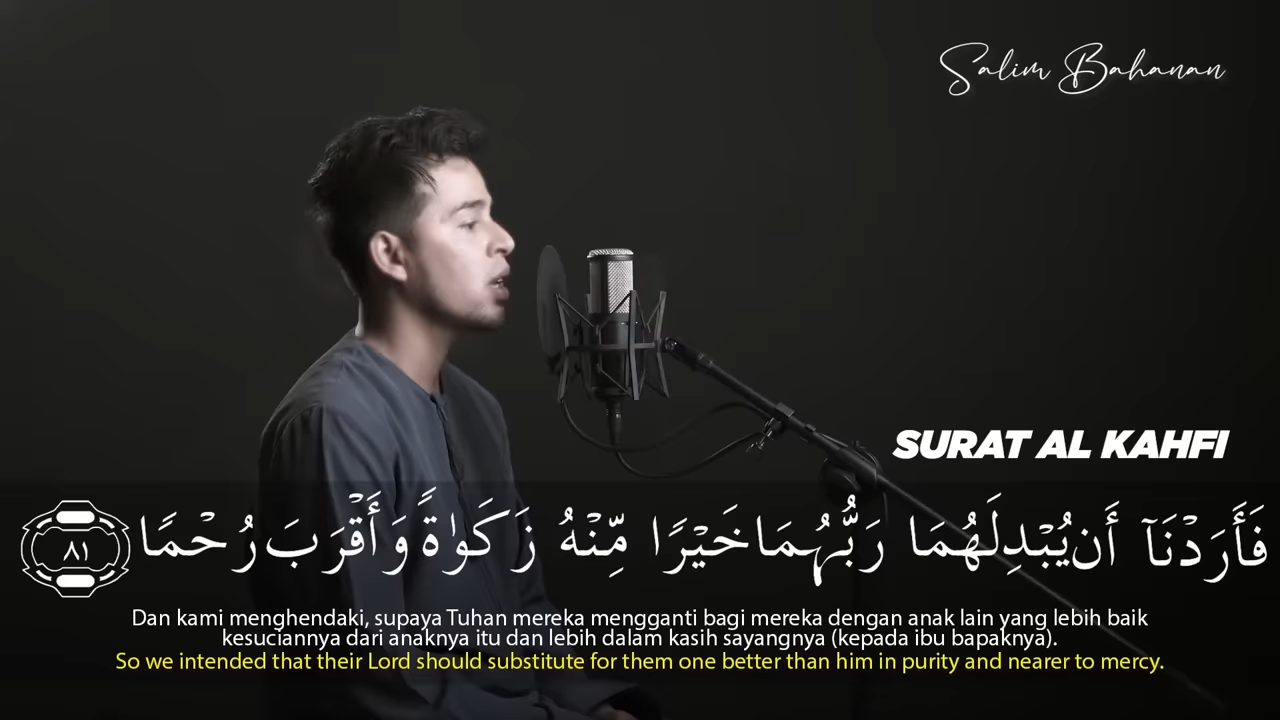 Salim Bahanan
SURAT AL KAHFI
فَأَرَدْنَآ أَن يُبْدِلَهُمَا رَبُّهُمَا خَيْرًا مِّنْهُ زَكَوٰةً وَأَقْرَبَ رُحْمًا ٨١
Dan kami menghendaki, supaya Tuhan mereka mengganti bagi mereka dengan anak lain yang lebih baik
kesuciannya dari anaknya itu dan lebih dalam kasih sayangnya (kepada ibu bapaknya).
So we intended that their Lord should substitute for them one better than him in purity and nearer to mercy.